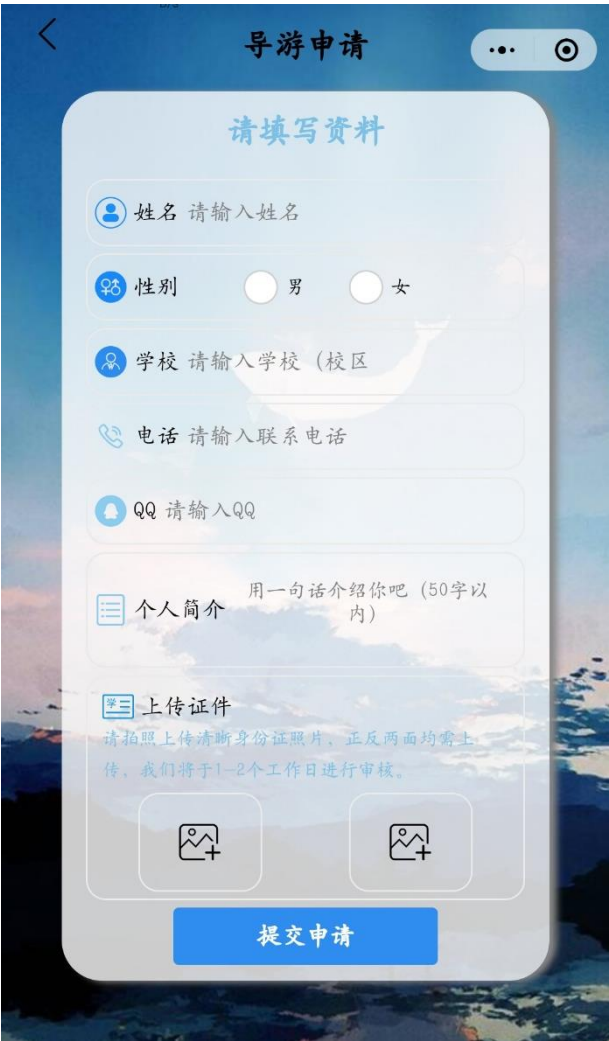 导游申请
请填写资料
姓名 请输入姓名
性别 男 女
学校 请输入学校（校区
电话 请输入联系电话
QQ 请输入QQ
个人简介 用一句话介绍你吧（50字以
内）
学
上传证件
请拍照上传清晰身份证照片，正反两面均需上
传，我们将于1-2个工作日进行审核。
提交申请